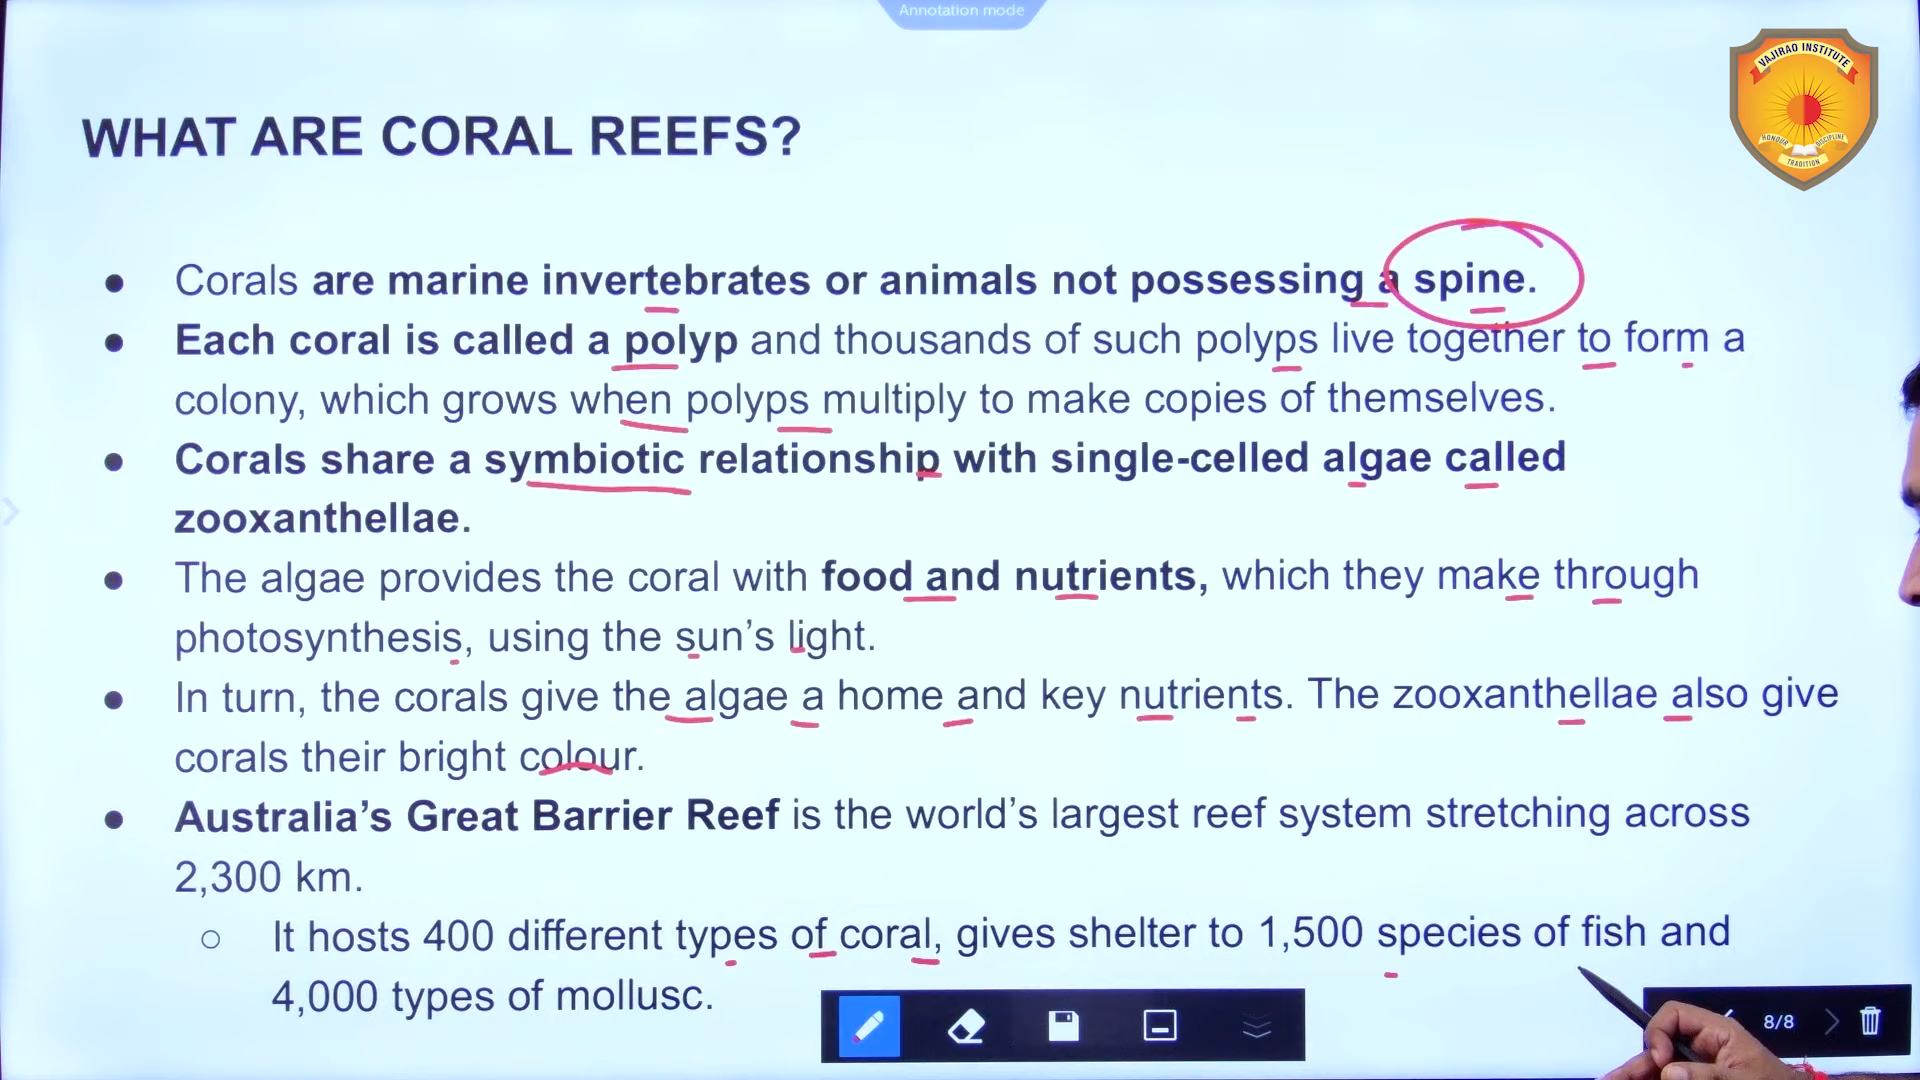 Annotation mode
VAJIRAO INSTITUTE
HONOUR DISCIPLINE
TRADITION
WHAT ARE CORAL REEFS?
● Corals are marine invertebrates or animals not possessing a spine.
● Each coral is called a polyp and thousands of such polyps live together to form a
colony, which grows when polyps multiply to make copies of themselves.
● Corals share a symbiotic relationship with single-celled algae called
zooxanthellae.
● The algae provides the coral with food and nutrients, which they make through
photosynthesis, using the sun’s light.
● In turn, the corals give the algae a home and key nutrients. The zooxanthellae also give
corals their bright colour.
● Australia’s Great Barrier Reef is the world’s largest reef system stretching across
2,300 km.
○ It hosts 400 different types of coral, gives shelter to 1,500 species of fish and
4,000 types of mollusc.
8/8